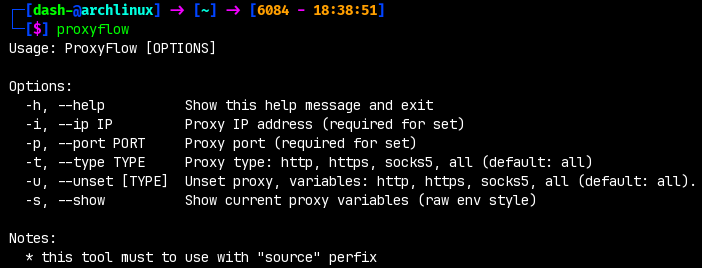 [dash-@archlinux] -> [~] -> [6084 - 18:38:51]
[$] proxyflow
Usage: ProxyFlow [OPTIONS]
Options:
-h, --help Show this help message and exit
-i, --ip IP Proxy IP address (required for set)
-p, --port PORT Proxy port (required for set)
-t, --type TYPE Proxy type: http, https, socks5, all (default: all)
-u, --unset [TYPE] Unset proxy, variables: http, https, socks5, all (default: all).
-s, --show Show current proxy variables (raw env style)
Notes:
* this tool must to use with "source" perfix